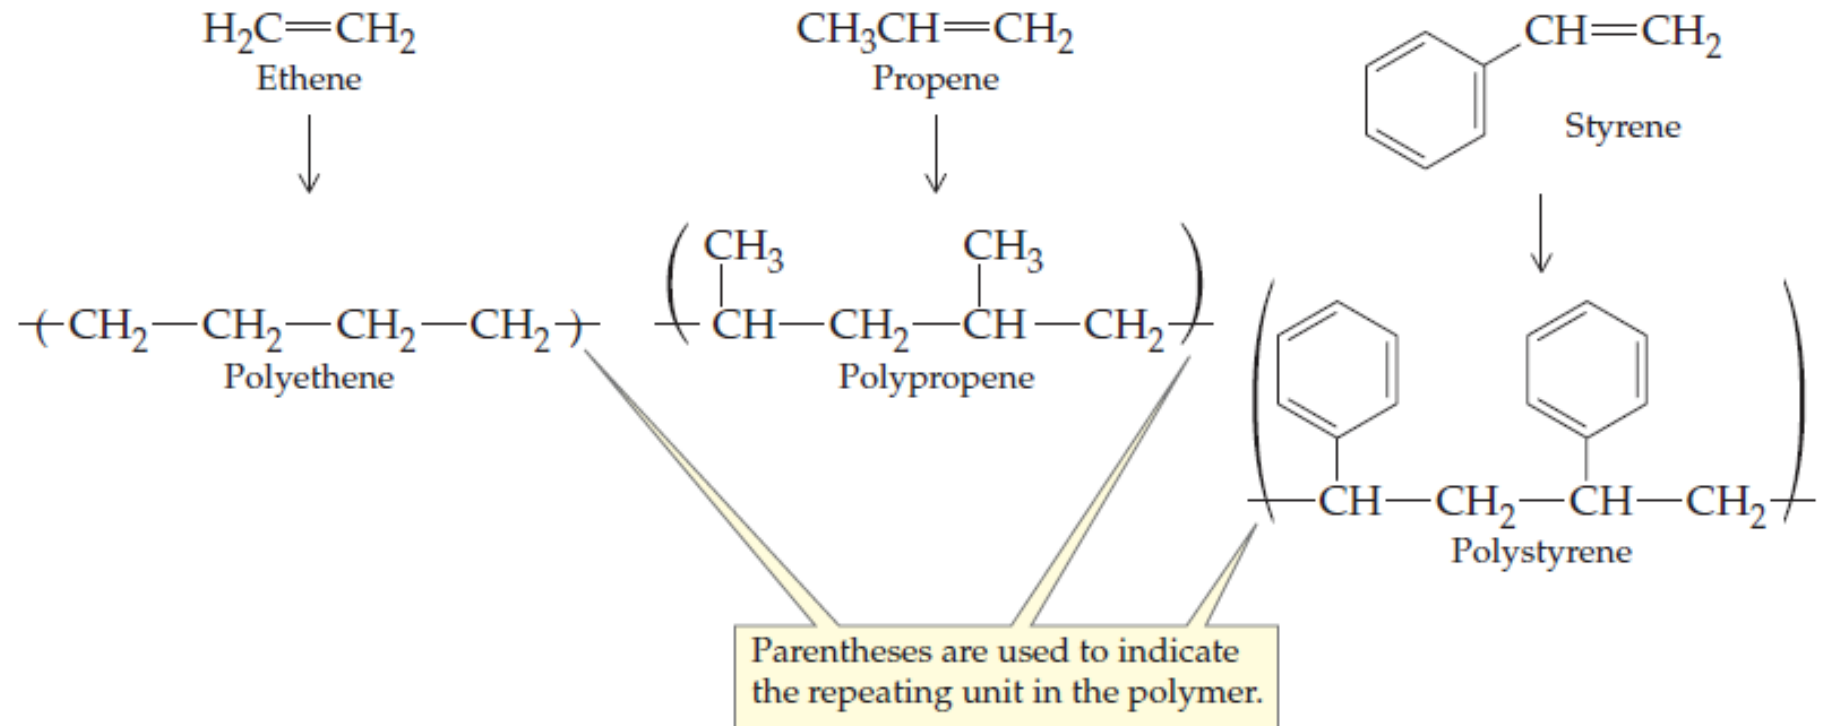 H₂C=CH₂
Ethene
CH₃CH=CH₂
Propene
CH=CH₂
Styrene
(CH₂—CH₂—CH₂—CH₂)
Polyethene
CH₃ CH₃
(CH—CH₂—CH—CH₂)
Polypropene
(CH—CH₂—CH—CH₂)
Polystyrene
Parentheses are used to indicate
the repeating unit in the polymer.